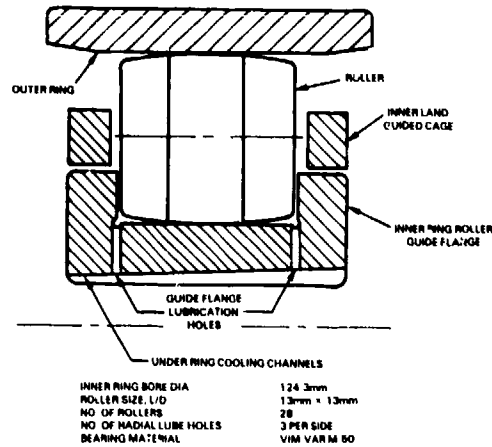 OUTER RING
ROLLER
INNER LAND
GUIDED CAGE
INNER RING ROLLER
GUIDE FLANGE
GUIDE FLANGE
LUBRICATION
HOLES
UNDER RING COOLING CHANNELS
INNER RING BORE DIA 124.3mm
ROLLER SIZE, L/D 13mm × 13mm
NO OF ROLLERS 28
NO. OF RADIAL LUBE HOLES 3 PER SIDE
BEARING MATERIAL VIM VAR M 50